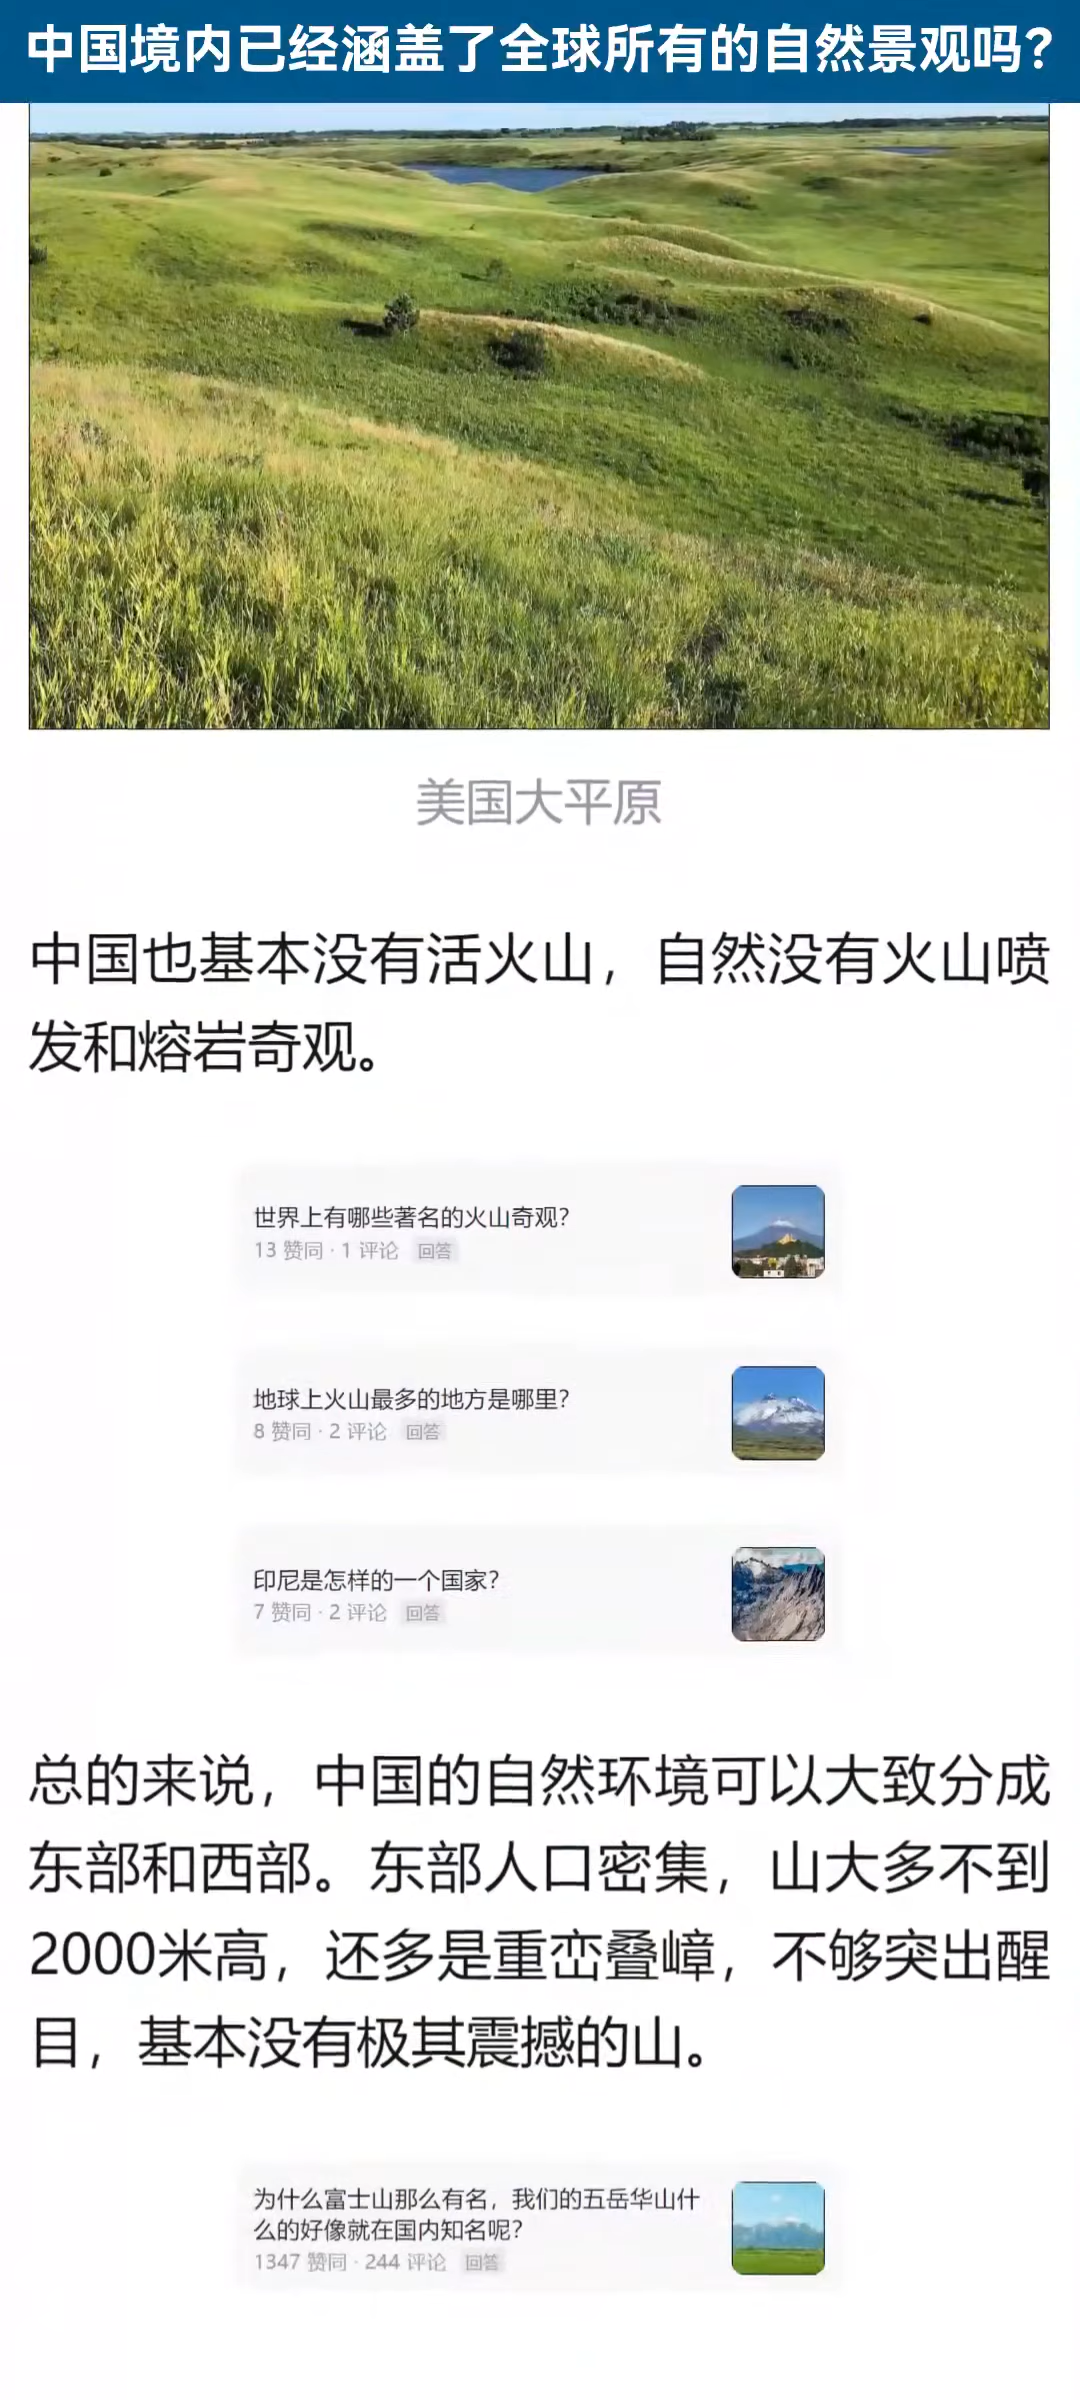 中国境内已经涵盖了全球所有的自然景观吗?
美国大平原
中国也基本没有活火山，自然没有火山喷
发和熔岩奇观。
世界上有哪些著名的火山奇观?
13 赞同 · 1 评论 回答
地球上火山最多的地方是哪里?
8 赞同 · 2 评论 回答
印尼是怎样的一个国家?
7 赞同 · 2 评论 回答
总的来说，中国的自然环境可以大致分成
东部和西部。东部人口密集，山大多不到
2000米高，还多是重峦叠嶂，不够突出醒
目，基本没有极其震撼的山。
为什么富士山那么有名，我们的五岳华山什
么的好像就在国内知名呢?
1347 赞同 · 244 评论 回答